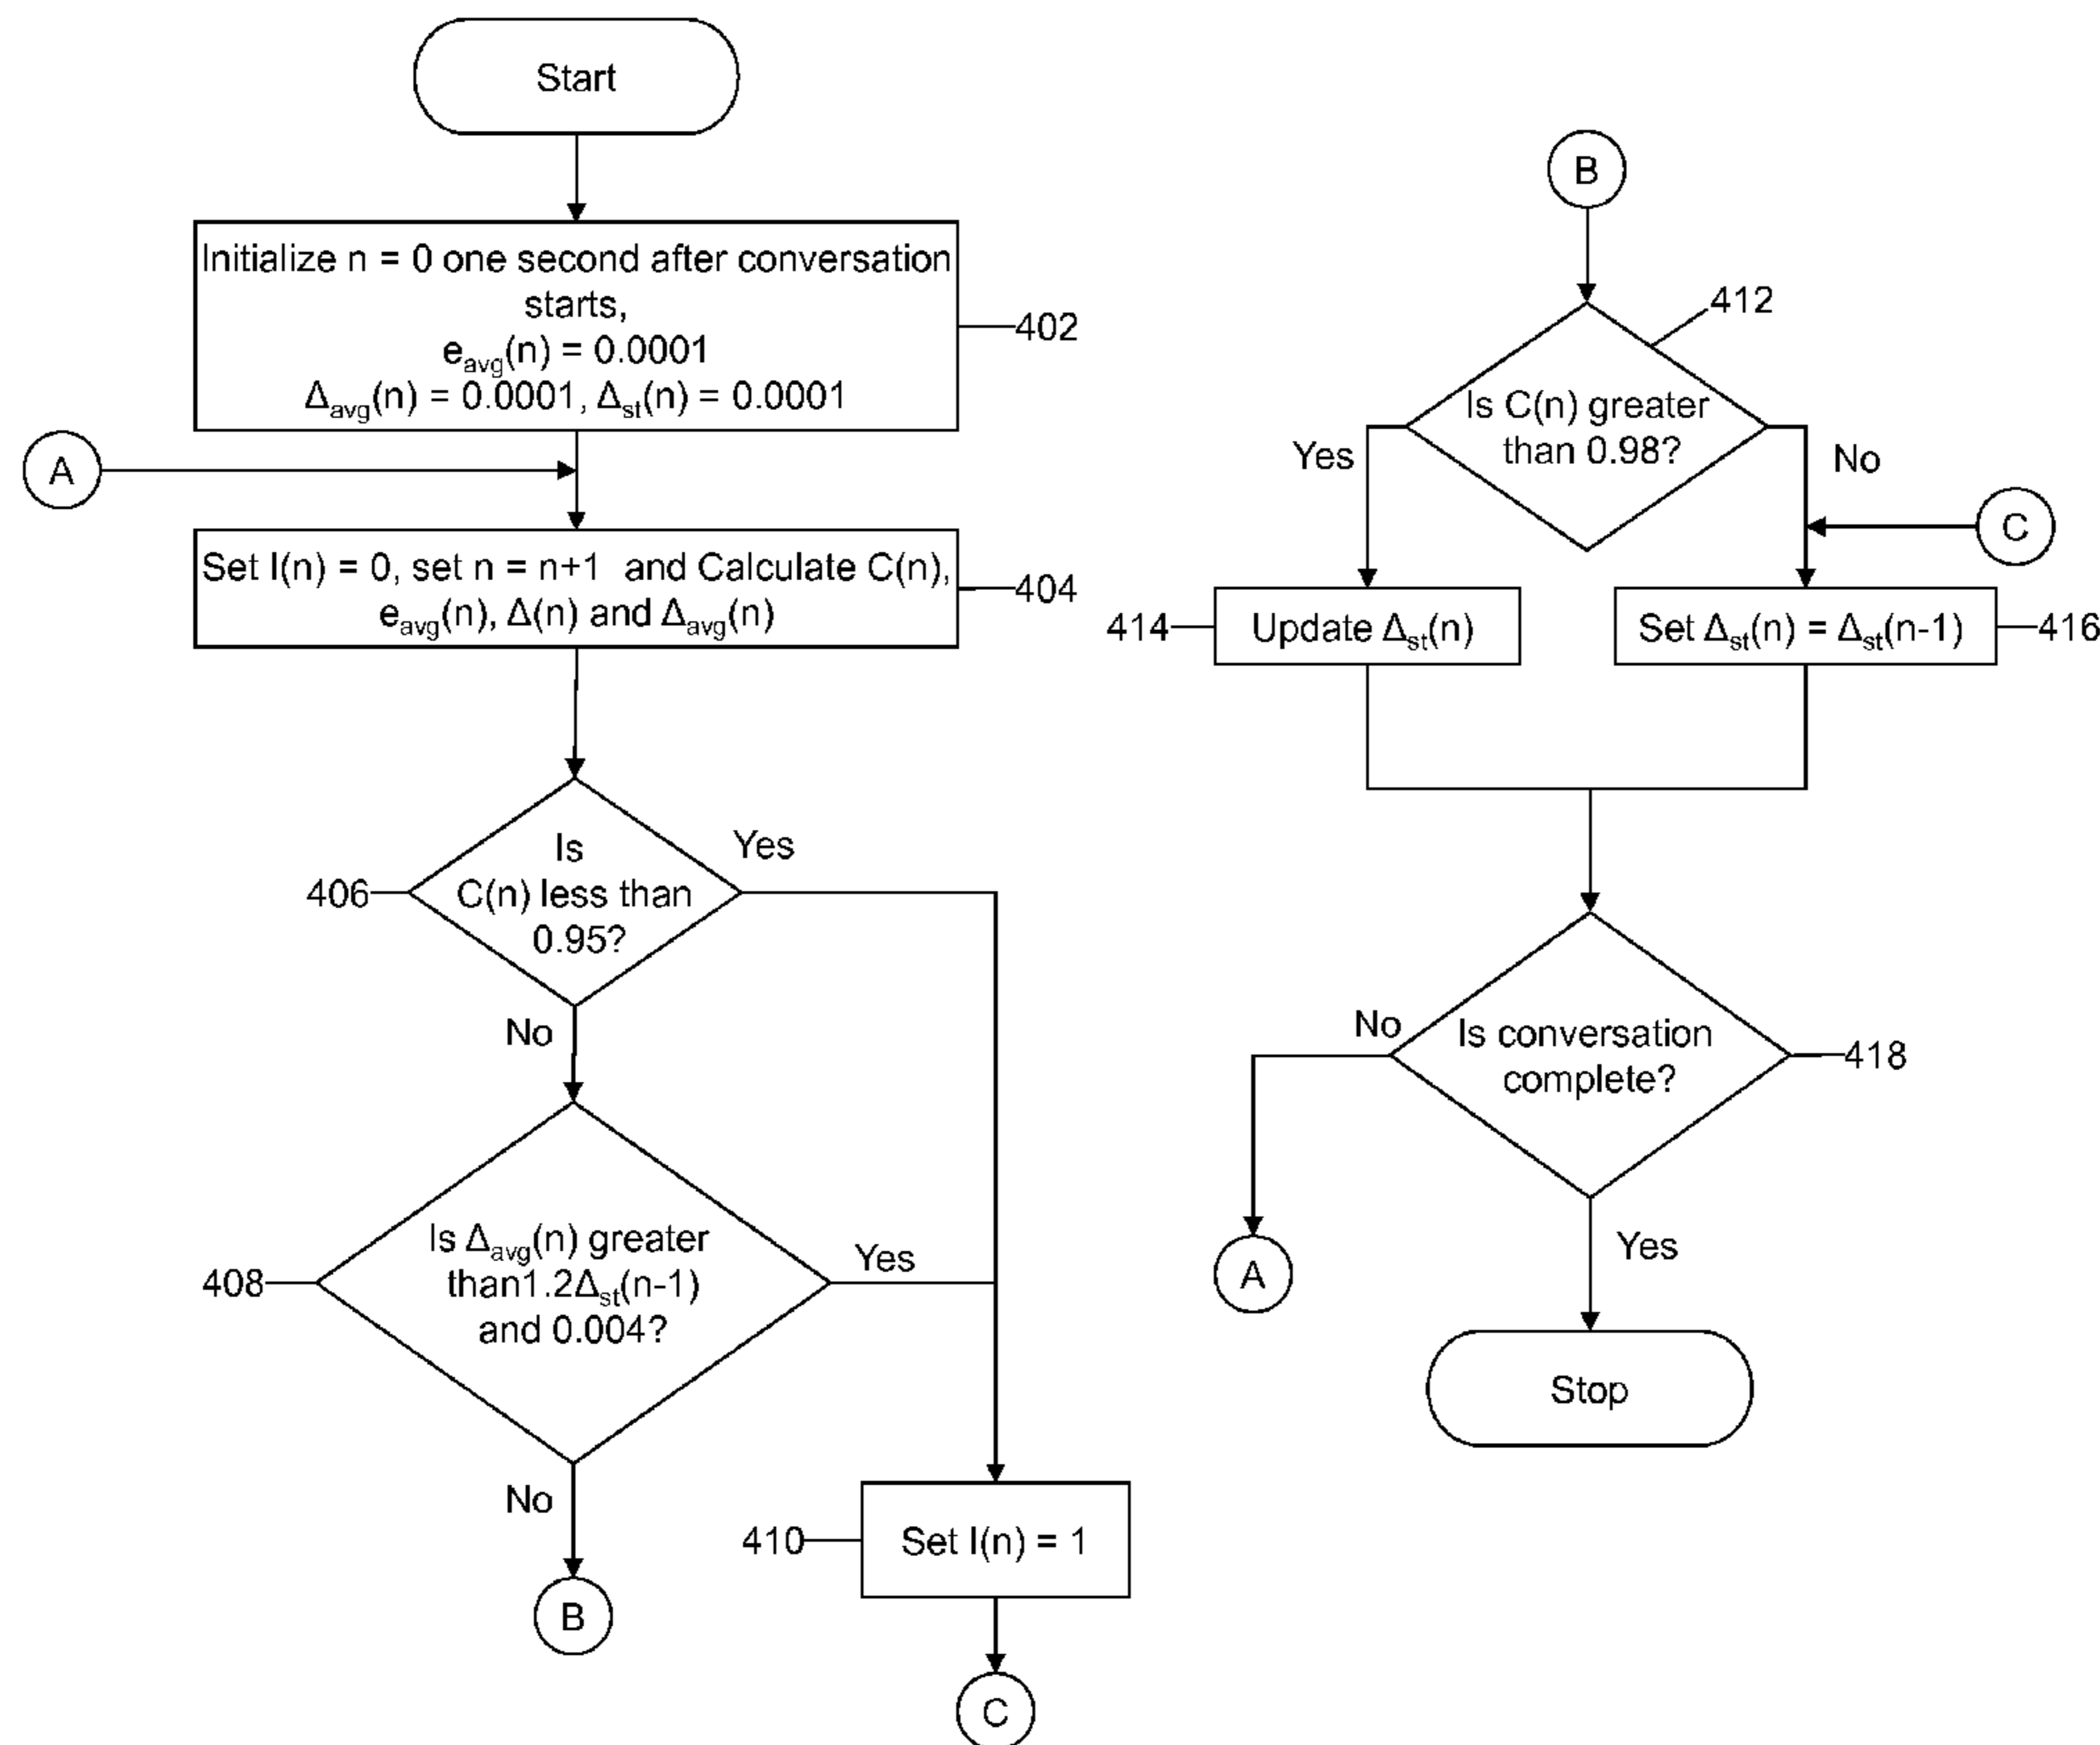 Start
Initialize n = 0 one second after conversation
starts,
eavg(n) = 0.0001
Δavg(n) = 0.0001, Δst(n) = 0.0001
402
A
Set I(n) = 0, set n = n+1 and Calculate C(n),
eavg(n), Δ(n) and Δavg(n)
404
Is
C(n) less than
0.95?
406
Yes
No
Is Δavg(n) greater
than1.2Δst(n-1)
and 0.004?
408
Yes
No
B
410
Set I(n) = 1
C
B
412
Is C(n) greater
than 0.98?
Yes
No
C
414
Update Δst(n)
Set Δst(n) = Δst(n-1)
416
Is conversation
complete?
418
No
A
Yes
Stop